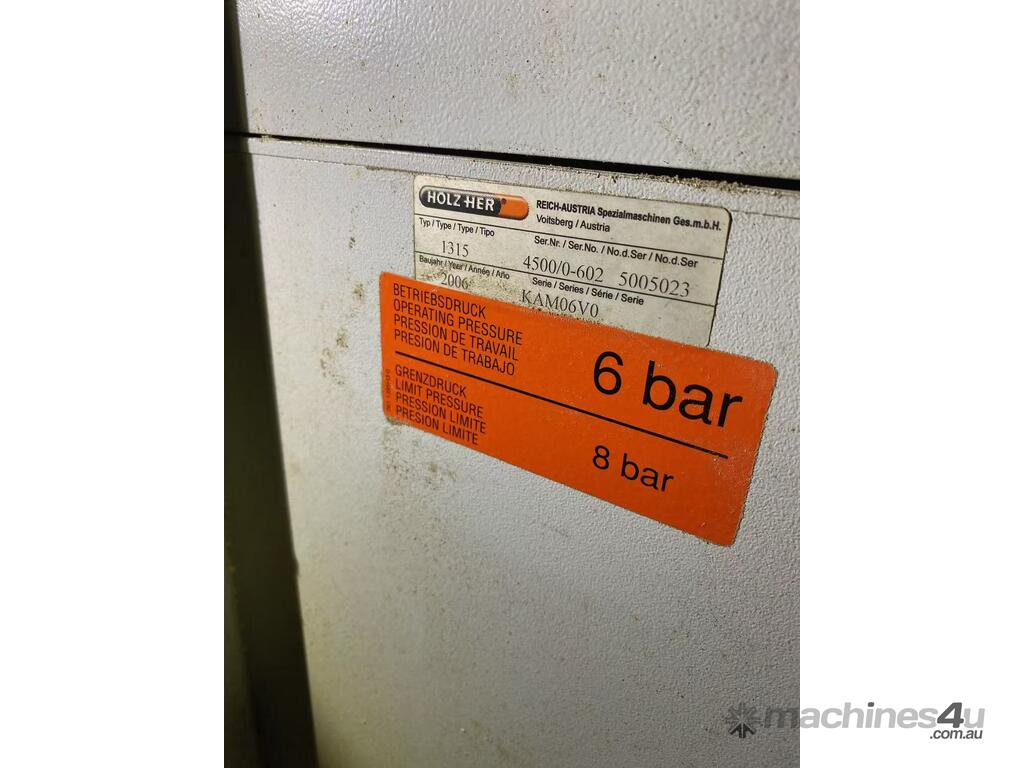 HOLZ HER
REICH-AUSTRIA Spezialmaschinen Ges.m.b.H.
Voitsberg / Austria
Typ / Type / Type / Tipo
Ser.Nr. / Ser.No. / No.d.Ser / No.d.Ser
1315
4500/0-602 5005023
Baujahr / Year / Année / Año
Serie / Series / Série / Serie
2006
KAM06V0
BETRIEBSDRUCK
OPERATING PRESSURE
PRESSION DE TRAVAIL
PRESION DE TRABAJO
6 bar
GRENZDRUCK
LIMIT PRESSURE
PRESSION LIMITE
PRESION LIMITE
8 bar
machines4u
.com.au